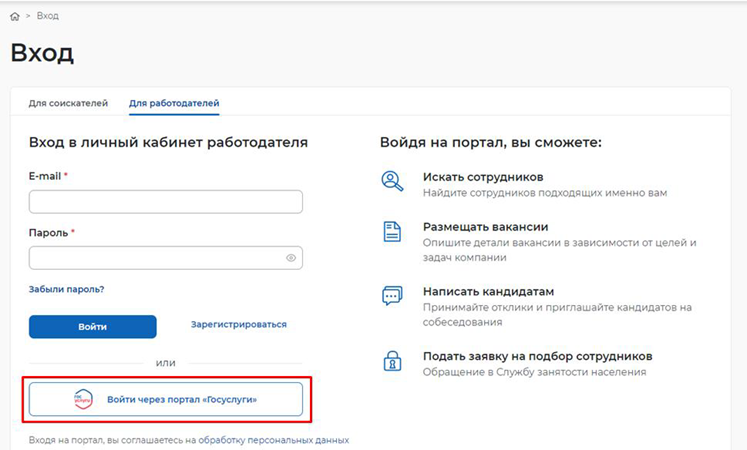 > Вход
Вход
Для соискателей Для работодателей
Вход в личный кабинет работодателя
E-mail *
Пароль *
Забыли пароль?
Войти Зарегистрироваться
или
гос услуги Войти через портал «Госуслуги»
Входя на портал, вы соглашаетесь на обработку персональных данных
Войдя на портал, вы сможете:
Искать сотрудников
Найдите сотрудников подходящих именно вам
Размещать вакансии
Опишите детали вакансии в зависимости от целей и
задач компании
Написать кандидатам
Принимайте отклики и приглашайте кандидатов на
собеседования
Подать заявку на подбор сотрудников
Обращение в Службу занятости населения